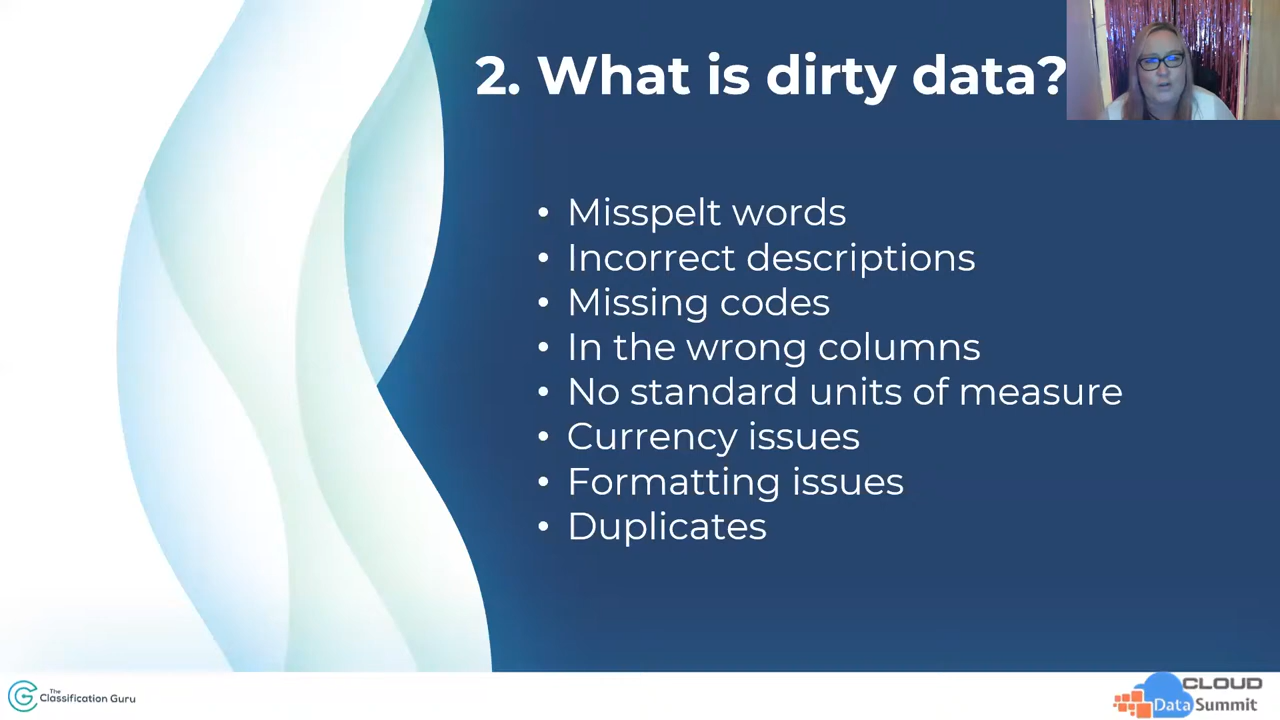 2. What is dirty data?
• Misspelt words
• Incorrect descriptions
• Missing codes
• In the wrong columns
• No standard units of measure
• Currency issues
• Formatting issues
• Duplicates
The
Classification Guru
CLOUD
Data Summit